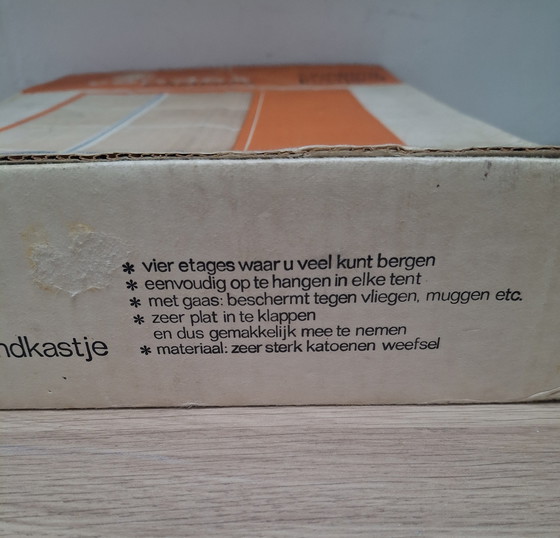 * vier etages waar u veel kunt bergen
* eenvoudig op te hangen in elke tent
* met gaas: beschermt tegen vliegen, muggen etc.
* zeer plat in te klappen
en dus gemakkelijk mee te nemen
ndkastje * materiaal: zeer sterk katoenen weefsel